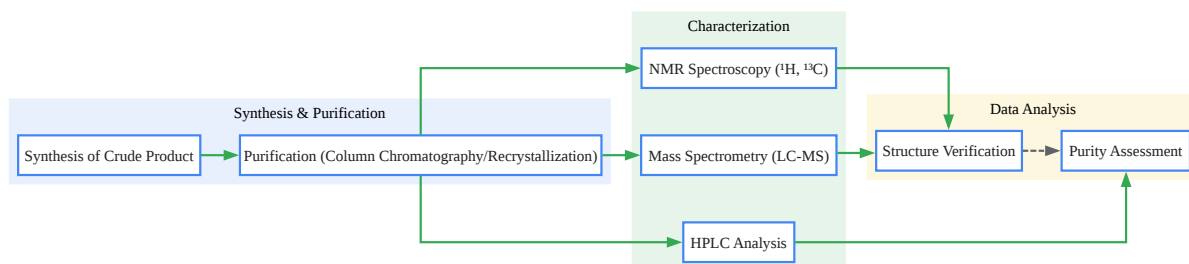 Characterization
NMR Spectroscopy (¹H, ¹³C)
Synthesis & Purification
Data Analysis
Synthesis of Crude Product
Purification (Column Chromatography/Recrystallization)
Mass Spectrometry (LC-MS)
Structure Verification
Purity Assessment
HPLC Analysis